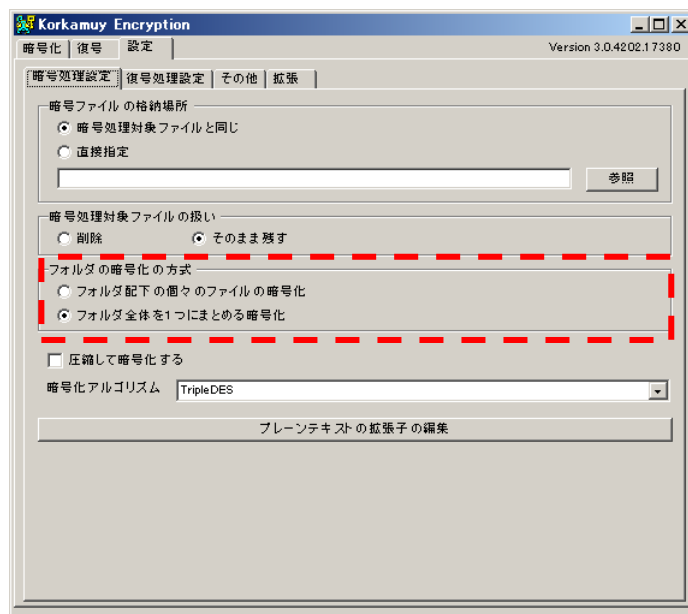 Korkamuy Encryption
暗号化 復号 設定 Version 3.0.4202.17380
暗号処理設定 復号処理設定 その他 拡張
暗号ファイルの格納場所
暗号処理対象ファイルと同じ
直接指定
参照
暗号処理対象ファイルの扱い
削除 そのまま残す
フォルダの暗号化の方式
フォルダ配下の個々のファイルの暗号化
フォルダ全体を1つにまとめる暗号化
圧縮して暗号化する
暗号化アルゴリズム TripleDES
プレーンテキストの拡張子の編集